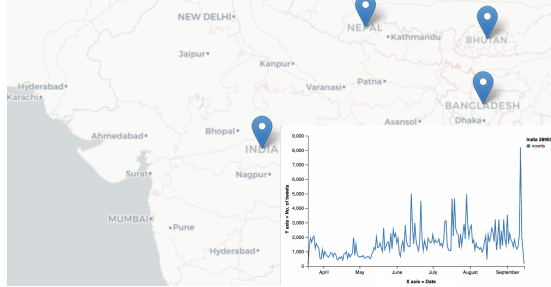 NEW DELHI
NEPAL
Kathmandu
BHUTAN
Jaipur
Kanpur
Hyderabad
Karachi
Varanasi
Patna
BANGLADESH
Ahmedabad
Bhopal
INDIA
Asansol
Dhaka
Surat
Nagpur
MUMBAI
Pune
Hyderabad
9,000
8,000
7,000
6,000
5,000
4,000
3,000
2,000
1,000
0
Y axis = No. of tweets
April
May
June
July
August
September
X axis = Date
counts